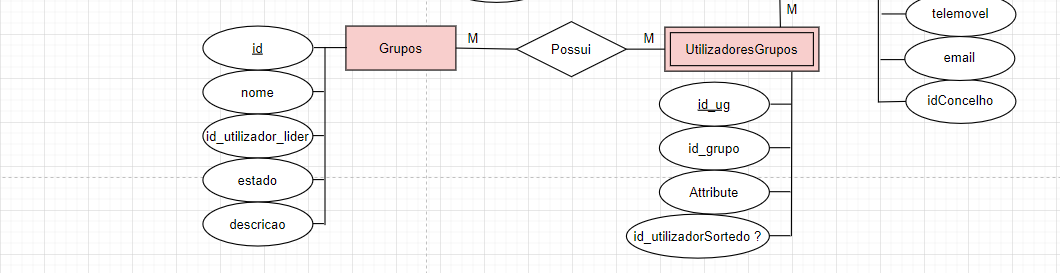 M
telemovel
id
Grupos
M
Possui
M
UtilizadoresGrupos
email
nome
id_ug
idConcelho
id_utilizador_lider
id_grupo
estado
Attribute
descricao
id_utilizadorSortedo ?